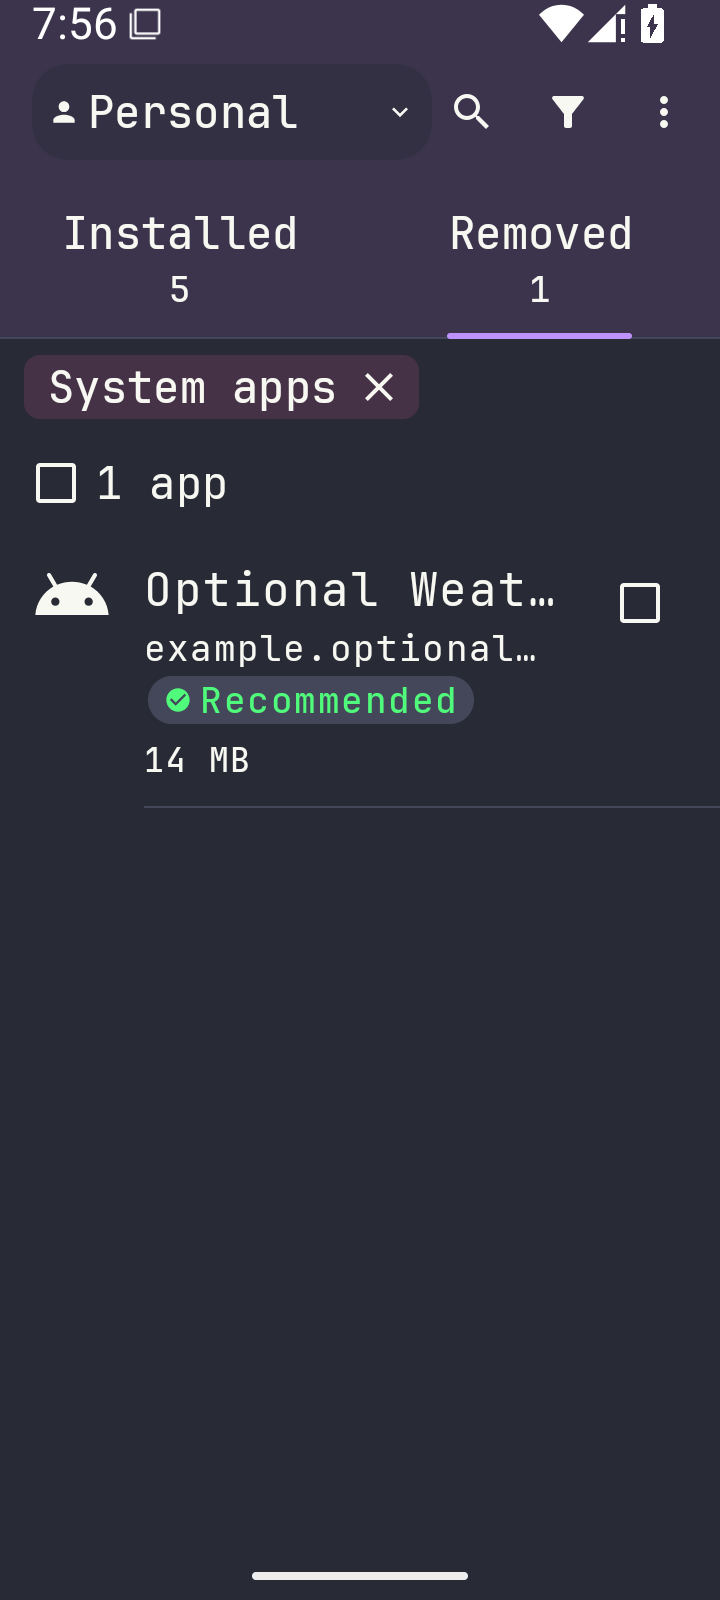 7:56
Personal
Installed
5
Removed
1
System apps
1 app
Optional Weat…
example.optional…
Recommended
14 MB